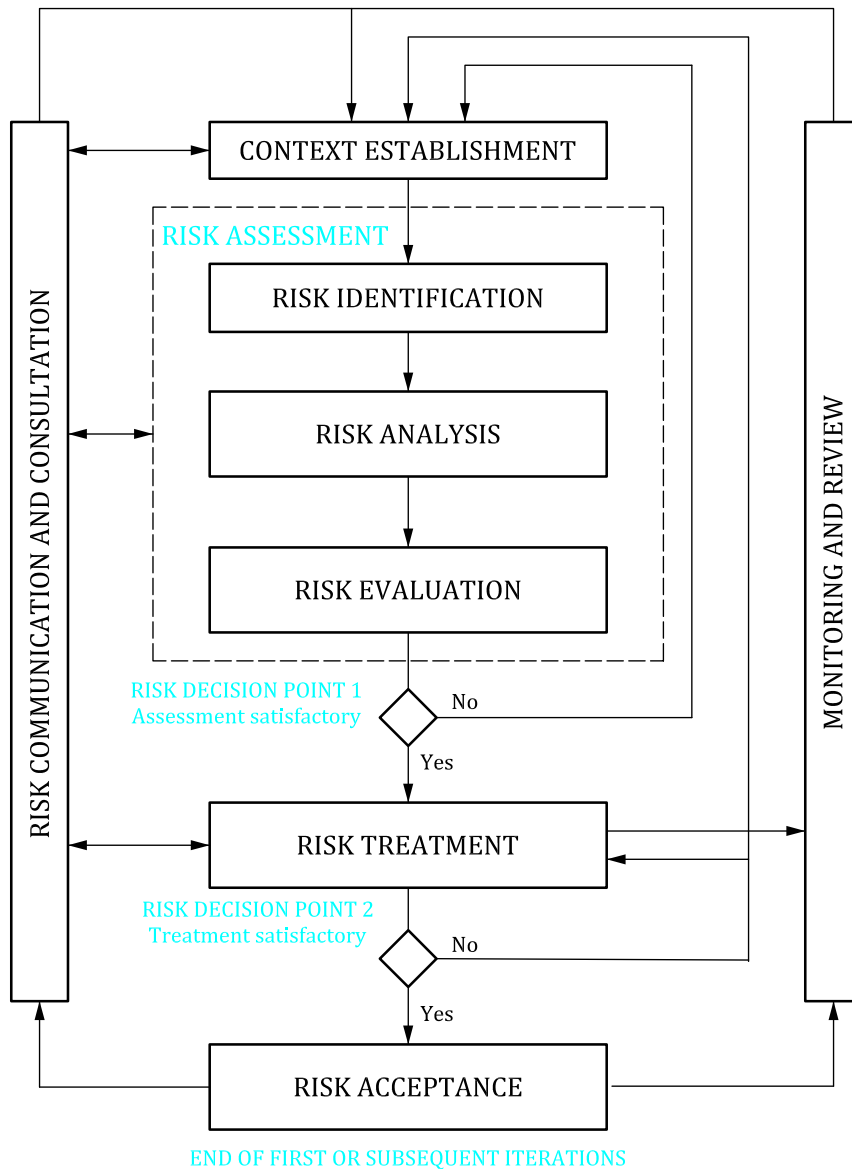 CONTEXT ESTABLISHMENT
RISK ASSESSMENT
RISK IDENTIFICATION
RISK ANALYSIS
RISK EVALUATION
RISK DECISION POINT 1
Assessment satisfactory
No
Yes
RISK TREATMENT
RISK DECISION POINT 2
Treatment satisfactory
No
Yes
RISK ACCEPTANCE
END OF FIRST OR SUBSEQUENT ITERATIONS
RISK COMMUNICATION AND CONSULTATION
MONITORING AND REVIEW